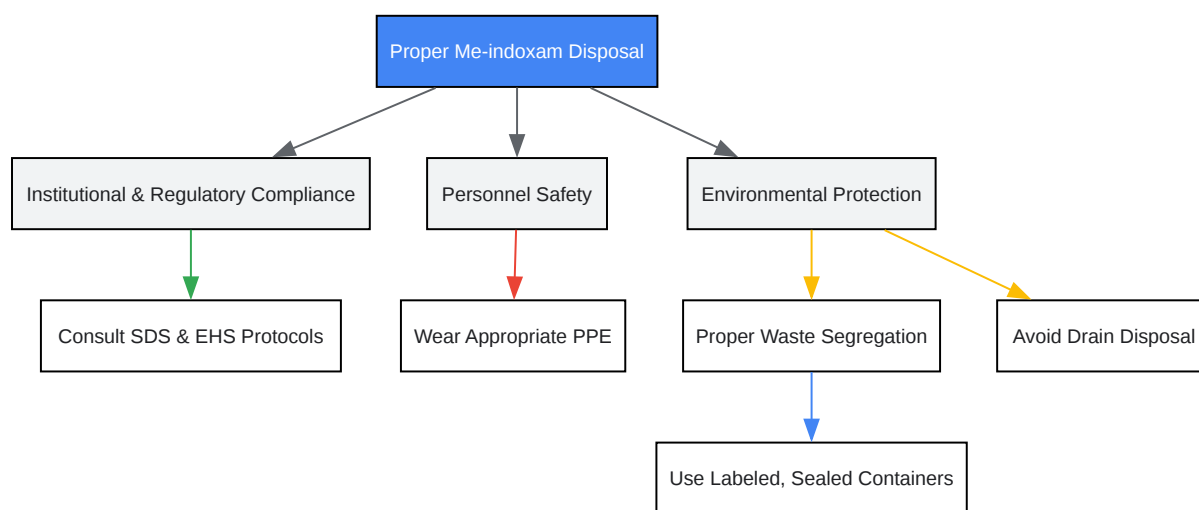 Proper Me-indoxam Disposal
Institutional & Regulatory Compliance
Personnel Safety
Environmental Protection
Consult SDS & EHS Protocols
Wear Appropriate PPE
Proper Waste Segregation
Avoid Drain Disposal
Use Labeled, Sealed Containers